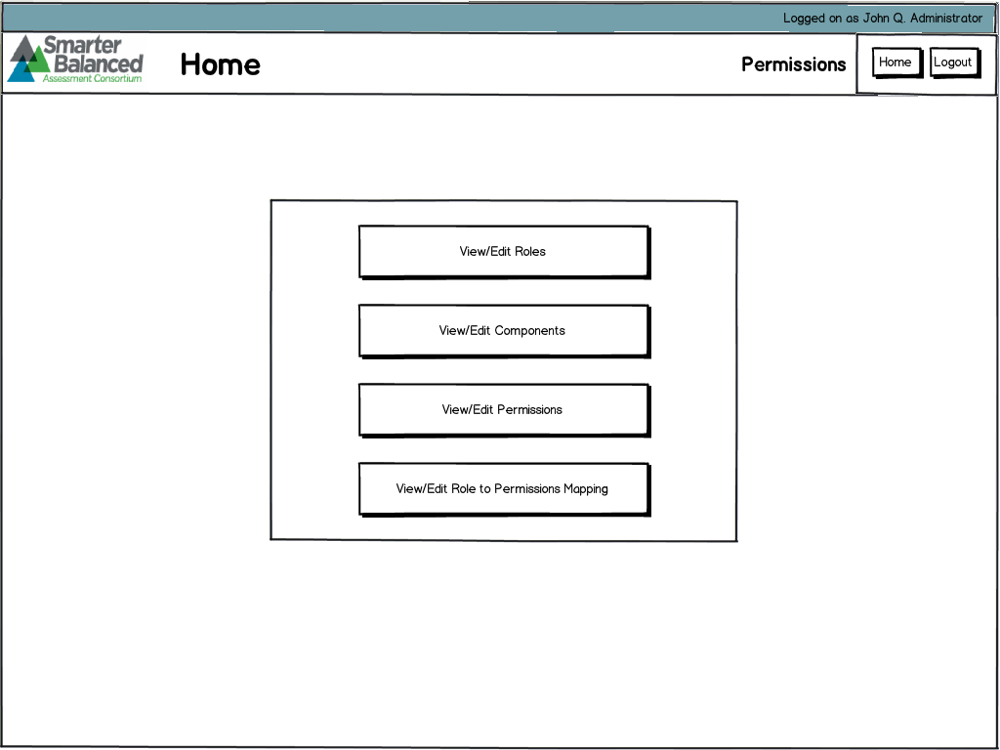 Logged on as John Q. Administrator
Smarter
Balanced
Assessment Consortium
Home
Permissions
Home
Logout
View/Edit Roles
View/Edit Components
View/Edit Permissions
View/Edit Role to Permissions Mapping